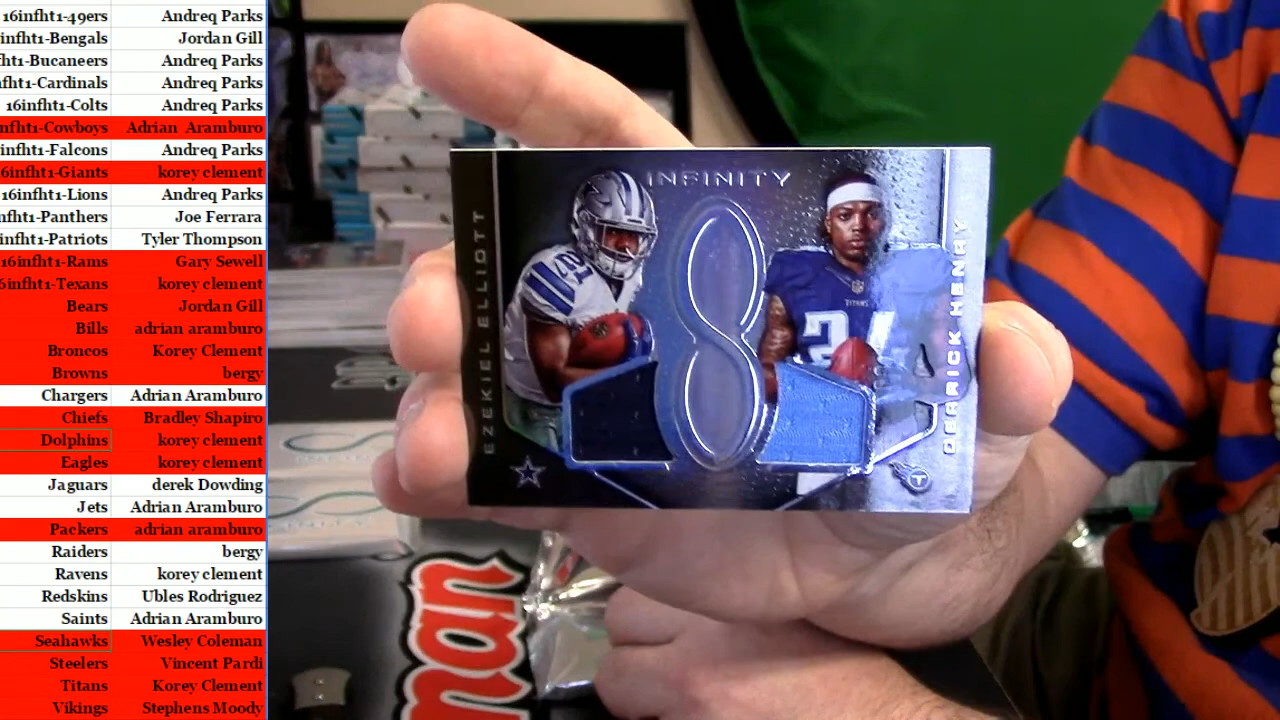 16infht1-49ers Andreq Parks
infht1-Bengals Jordan Gill
ht1-Bucaneers Andreq Parks
nfht1-Cardinals Andreq Parks
16infht1-Colts Andreq Parks
nfht1-Cowboys Adrian Aramburo
infht1-Falcons Andreq Parks
6infht1-Giants korey clement
16infht1-Lions Andreq Parks
nfht1-Panthers Joe Ferrara
infht1-Patriots Tyler Thompson
16infht1-Rams Gary Sewell
6infht1-Texans korey clement
Bears Jordan Gill
Bills adrian aramburo
Broncos Korey Clement
Browns bergy
Chargers Adrian Aramburo
Chiefs Bradley Shapiro
Dolphins korey clement
Eagles korey clement
Jaguars derek Dowding
Jets Adrian Aramburo
Packers adrian aramburo
Raiders bergy
Ravens korey clement
Redskins Ubles Rodriguez
Saints Adrian Aramburo
Seahawks Wesley Coleman
Steelers Vincent Pardi
Titans Korey Clement
Vikings Stephens Moody
INFINITY
EZEKIEL ELLIOTT
DERRICK HENRY
21
TITANS
2
T
man